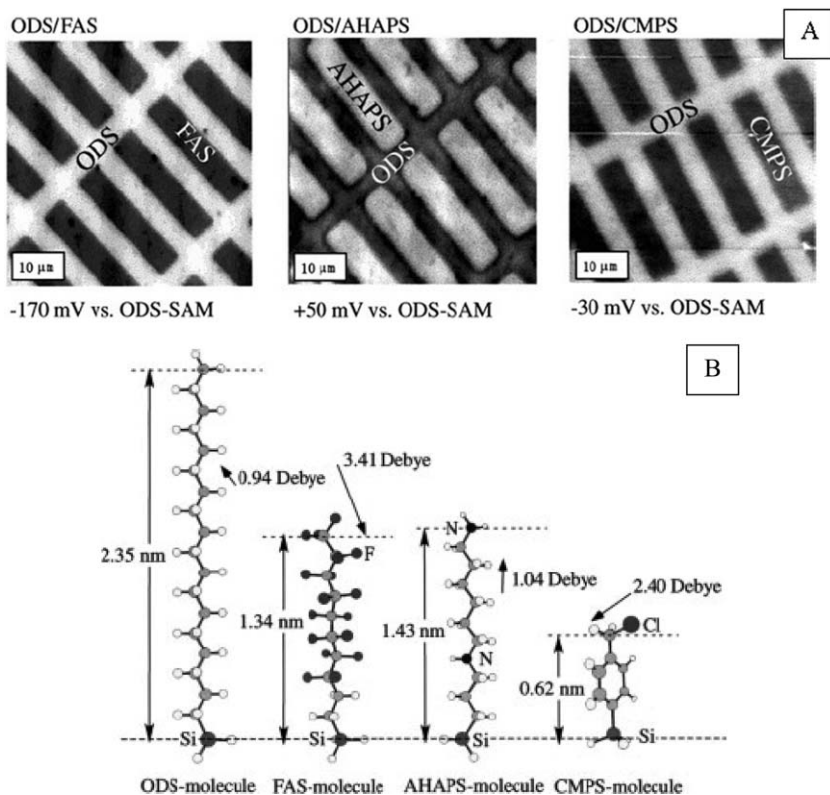 ODS/FAS ODS/AHAPS ODS/CMPS A
ODS FAS AHAPS ODS ODS CMPS
10 µm 10 µm 10 µm
-170 mV vs. ODS-SAM +50 mV vs. ODS-SAM -30 mV vs. ODS-SAM
B
3.41 Debye
0.94 Debye
N
F
2.35 nm
1.04 Debye
2.40 Debye
1.34 nm
1.43 nm
Cl
N
0.62 nm
Si Si Si Si
ODS-molecule FAS-molecule AHAPS-molecule CMPS-molecule